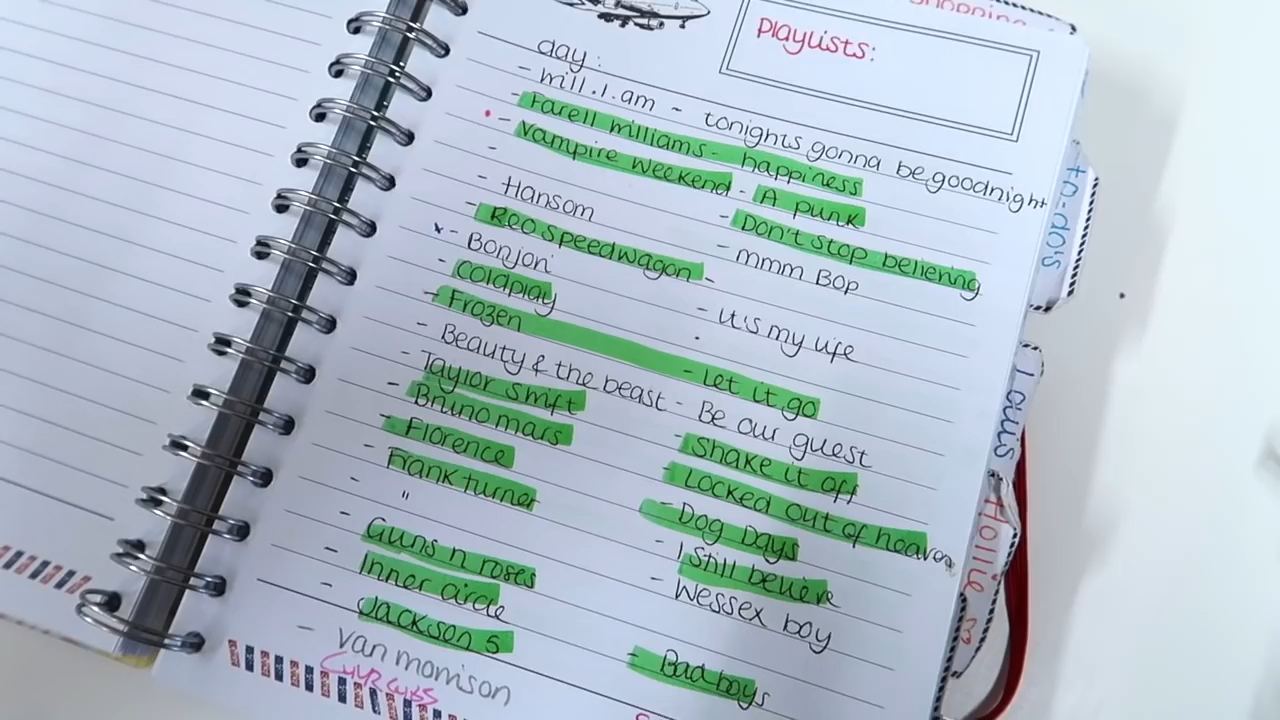 shopping
Playlists:
day:
- will.i.am ~ tonights gonna be goodnight
- Farell williams - happiness
- Vampire weekend - A punk
- Don't stop believing
- Hansom - mmm Bop
- REO speedwagon -
- Bonjovi - It's my life
- Coldplay
- Frozen - Let it go
- Beauty & the beast - Be our guest
- Taylor swift - Shake it off
- Bruno mars - Locked out of heaven
- Florence - Dog Days
- Frank turner - I still believe
- " - Wessex boy
- Guns n roses
- Inner circle - Bad boys
- Jackson 5
- Van morrison
to-do's
Louis
Hollie